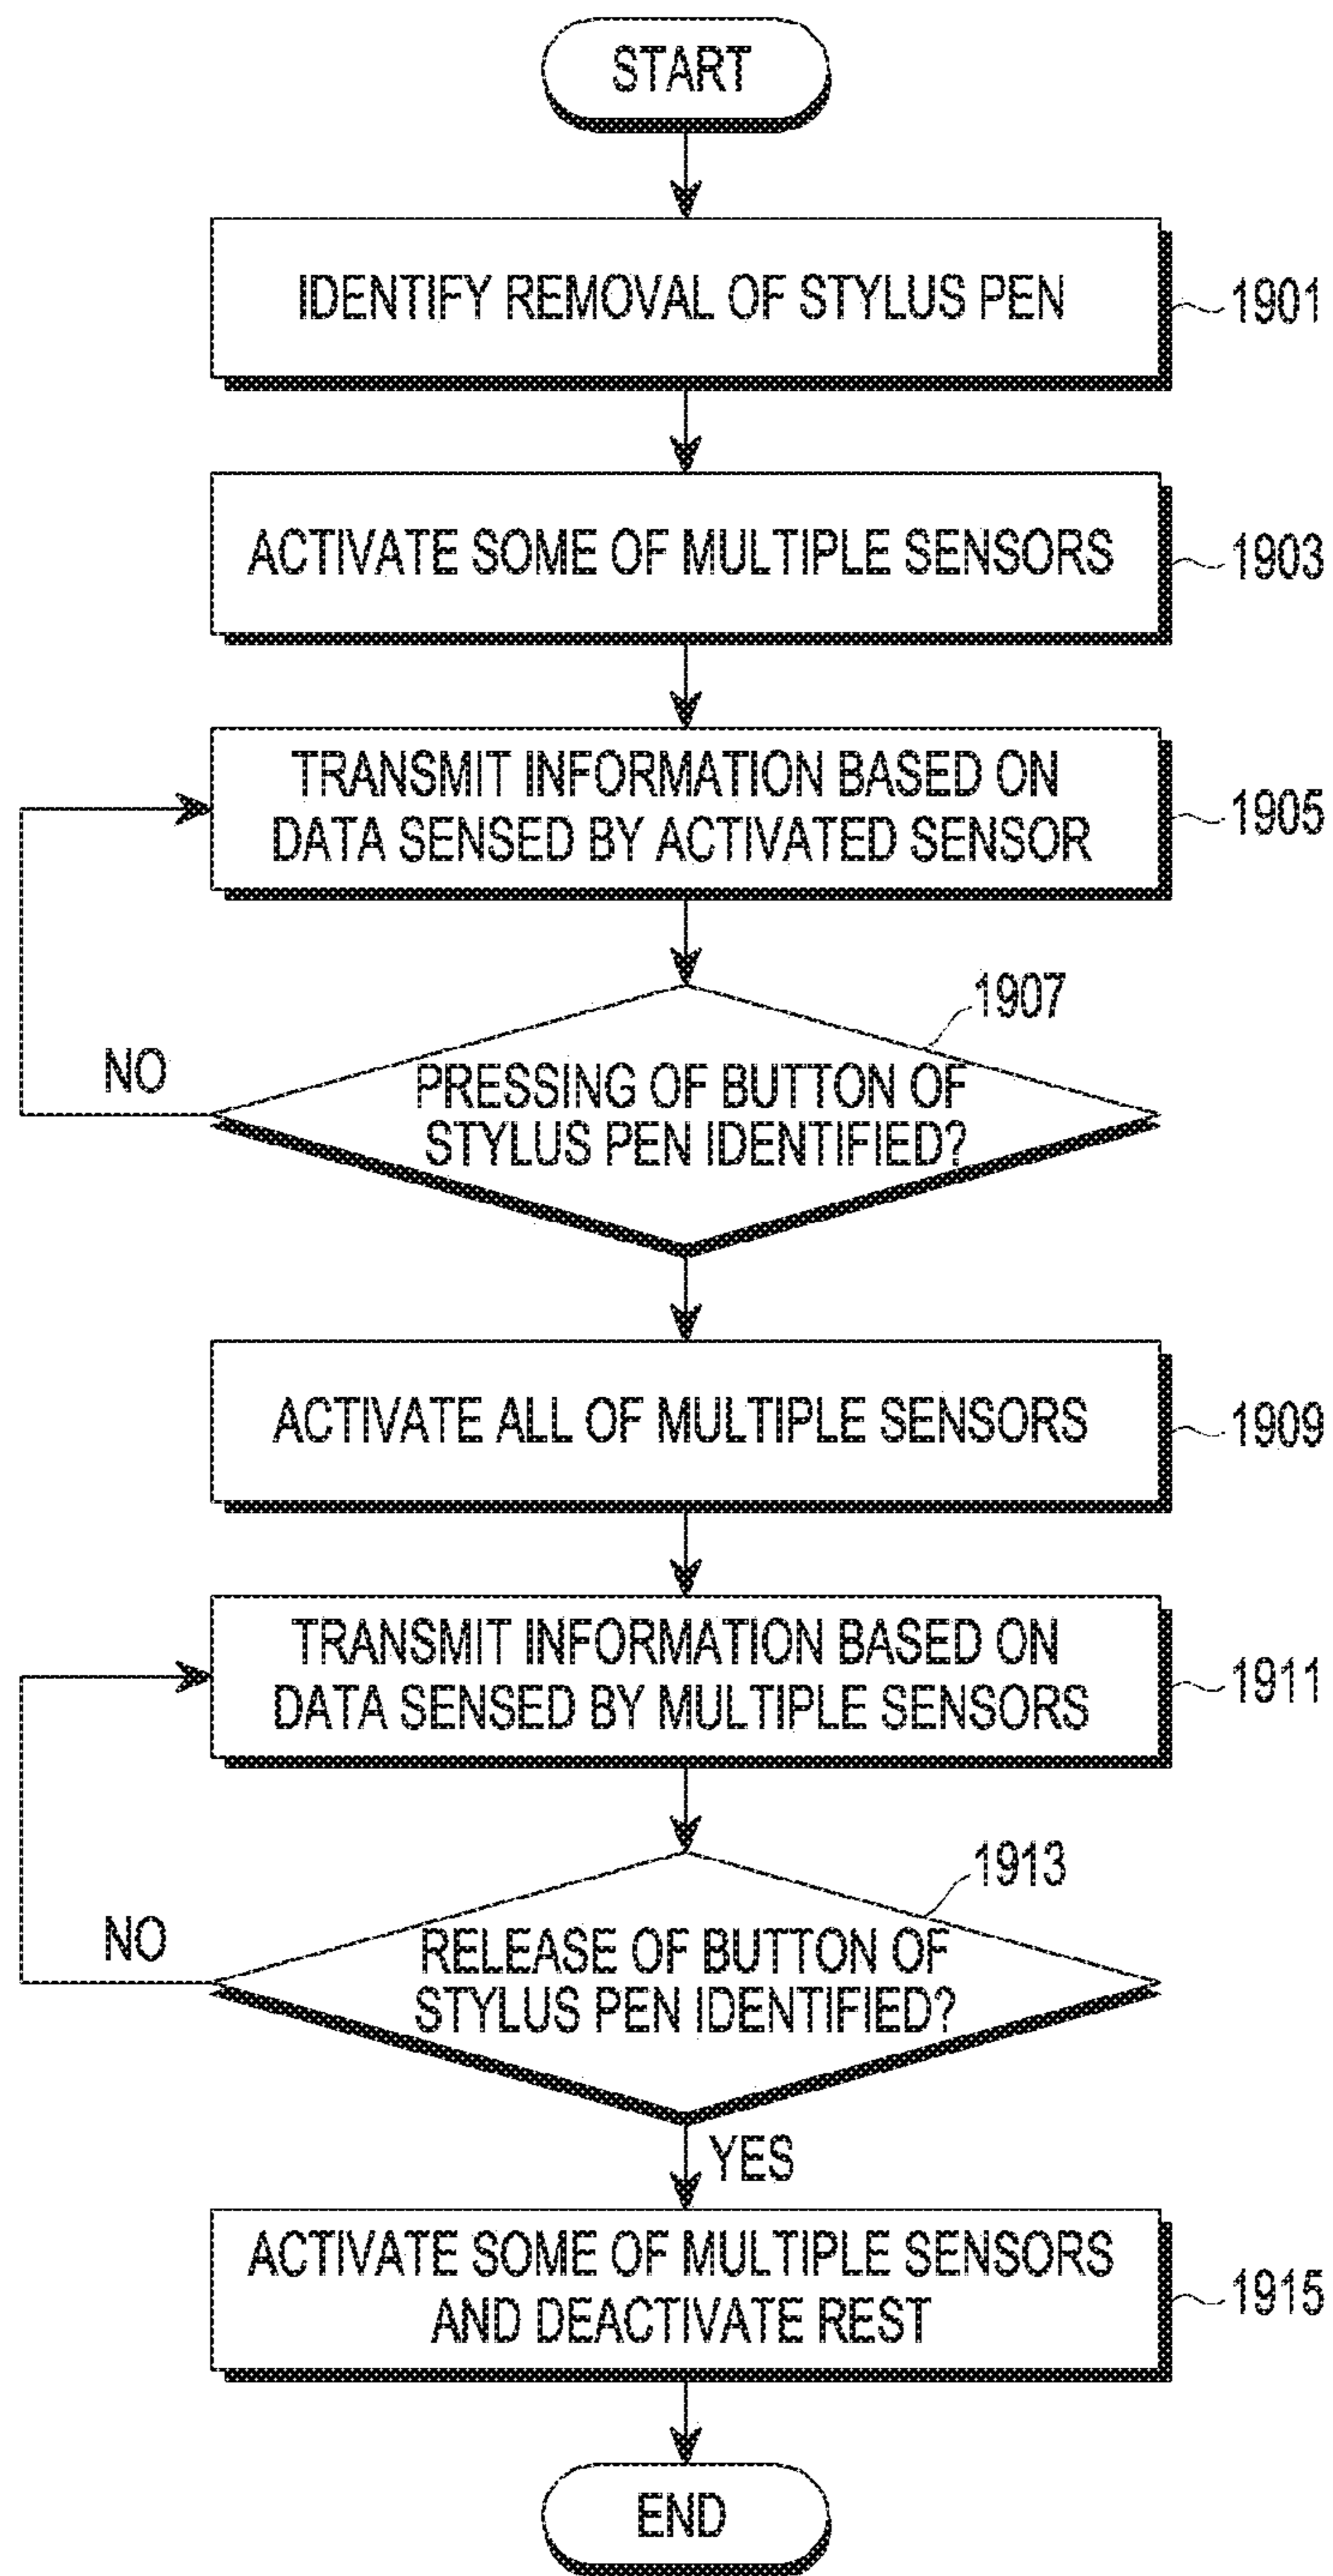 START
IDENTIFY REMOVAL OF STYLUS PEN
1901
ACTIVATE SOME OF MULTIPLE SENSORS
1903
TRANSMIT INFORMATION BASED ON
DATA SENSED BY ACTIVATED SENSOR
1905
1907
NO
PRESSING OF BUTTON OF
STYLUS PEN IDENTIFIED?
ACTIVATE ALL OF MULTIPLE SENSORS
1909
TRANSMIT INFORMATION BASED ON
DATA SENSED BY MULTIPLE SENSORS
1911
1913
NO
RELEASE OF BUTTON OF
STYLUS PEN IDENTIFIED?
YES
ACTIVATE SOME OF MULTIPLE SENSORS
AND DEACTIVATE REST
1915
END